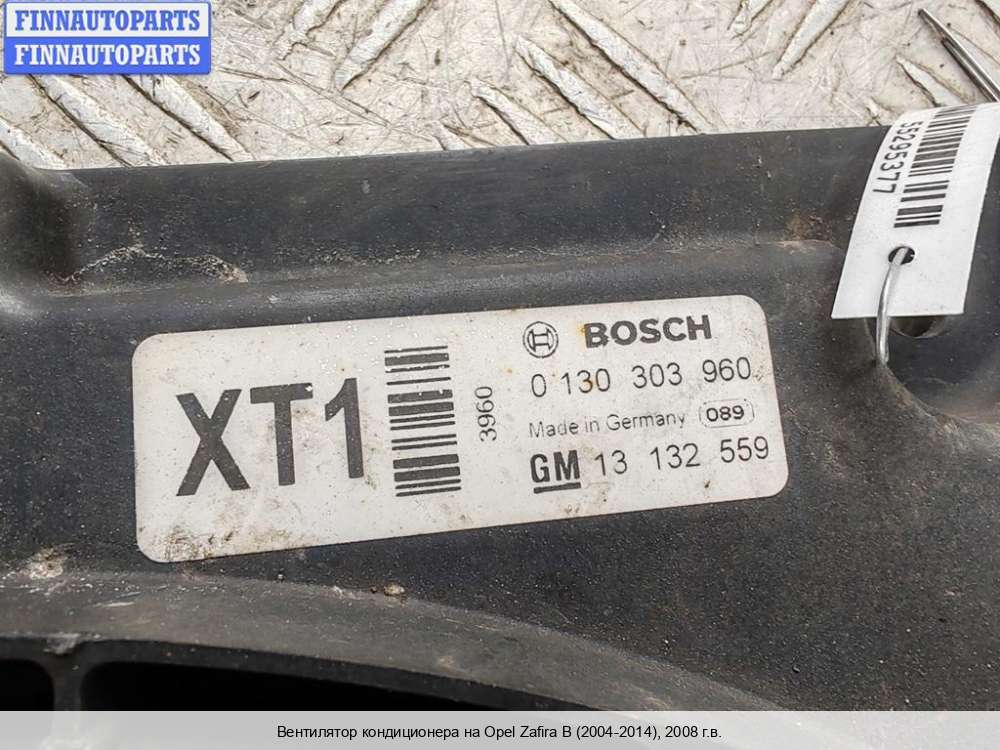 FINNAUTOPARTS
FINNAUTOPARTS
55295377
XT1
3960
BOSCH
0 130 303 960
Made in Germany 089
GM 13 132 559
Вентилятор кондиционера на Opel Zafira B (2004-2014), 2008 г.в.